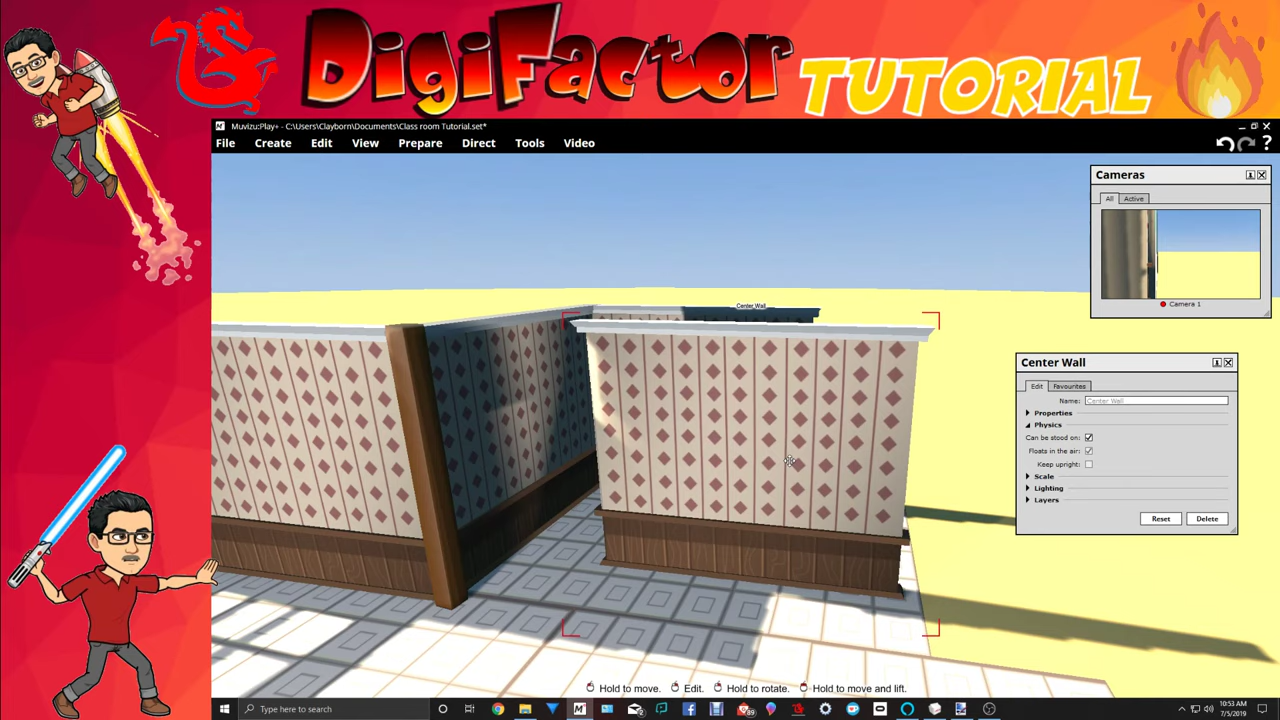 DigiFactor TUTORIAL
Muvizu:Play+ - C:\Users\Clayborn\Documents\Class room Tutorial.set*
File Create Edit View Prepare Direct Tools Video ?
Cameras
All Active
Camera 1
Center Wall
Center Wall
Edit Favourites
Name: Center Wall
Properties
Physics
Can be stood on:
Floats in the air:
Keep upright:
Scale
Lighting
Layers
Reset Delete
Hold to move. Edit. Hold to rotate. Hold to move and lift.
Type here to search
2
89
10:53 AM
7/5/2019